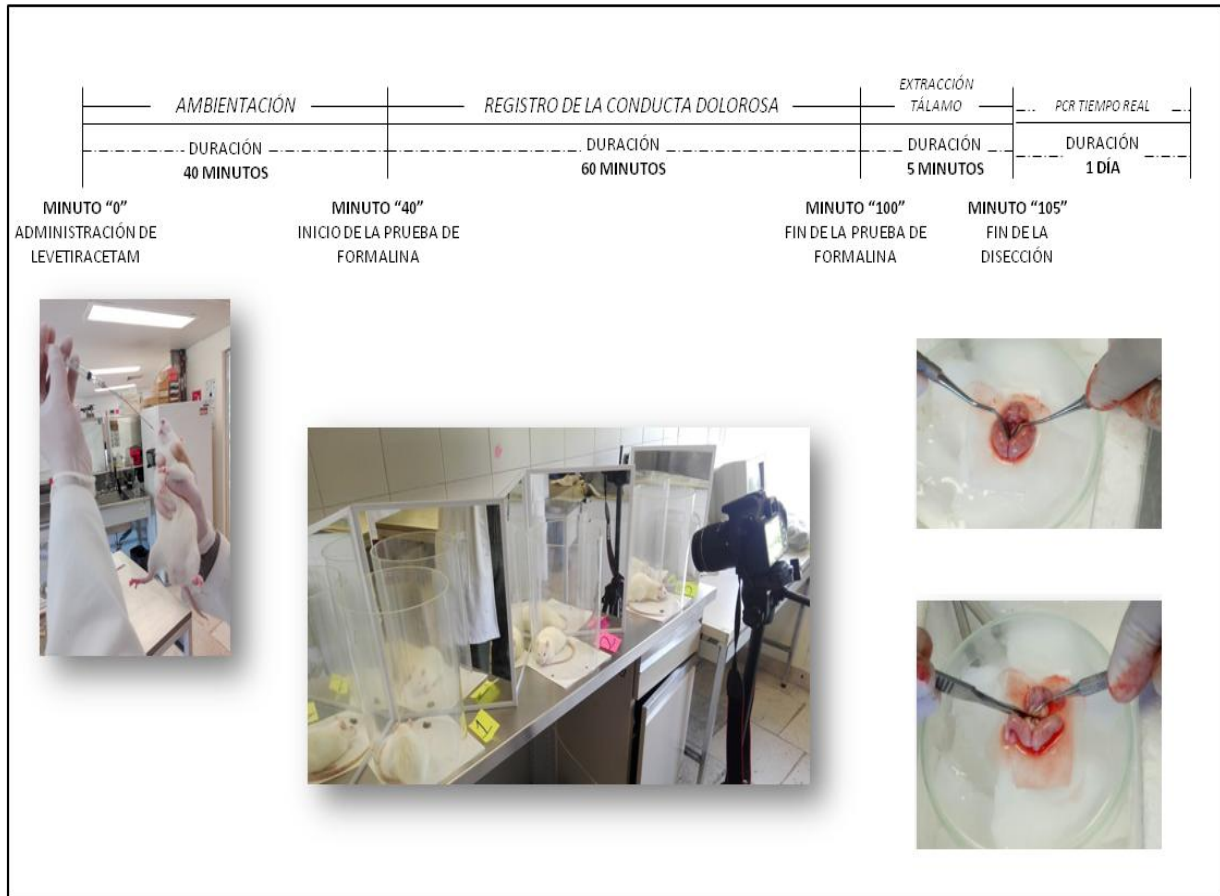 AMBIENTACIÓN
REGISTRO DE LA CONDUCTA DOLOROSA
EXTRACCIÓN
TÁLAMO
PCR TIEMPO REAL
DURACIÓN
40 MINUTOS
DURACIÓN
60 MINUTOS
DURACIÓN
5 MINUTOS
DURACIÓN
1 DÍA
MINUTO “0”
ADMINISTRACIÓN DE
LEVETIRACETAM
MINUTO “40”
INICIO DE LA PRUEBA DE
FORMALINA
MINUTO “100”
FIN DE LA PRUEBA DE
FORMALINA
MINUTO “105”
FIN DE LA
DISECCIÓN
1
2